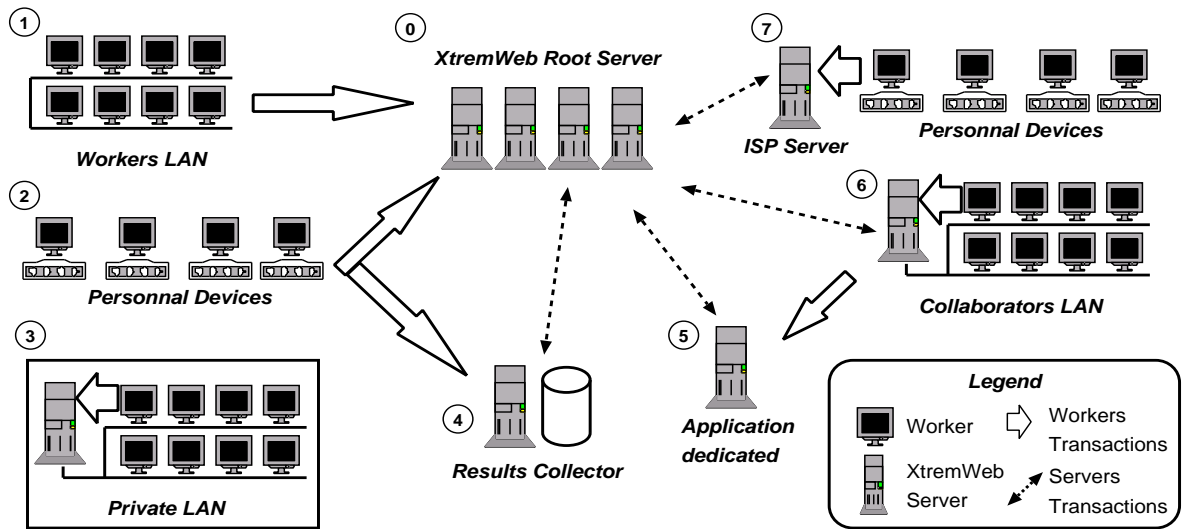 1
0
XtremWeb Root Server
7
Workers LAN
ISP Server
Personnal Devices
2
6
Personnal Devices
Collaborators LAN
3
5
4
Private LAN
Results Collector
Application
dedicated
Legend
Worker
Workers
Transactions
XtremWeb
Server
Servers
Transactions